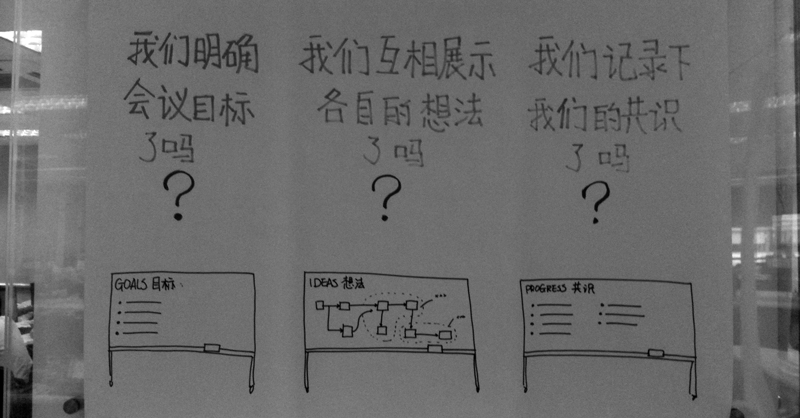 我们明确
会议目标
了吗
?
我们互相展示
各自的想法
了吗
?
我们记录下
我们的共识
了吗
?
GOALS 目标:
IDEAS 想法
...
...
PROGRESS 共识